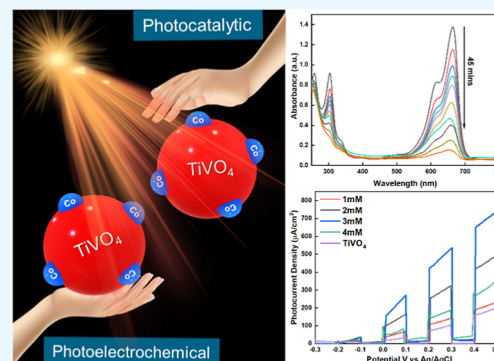 Photocatalytic
Co
Co
Co
TiVO₄
Co
Co
Co
TiVO₄
Co
Photoelectrochemical
1.4
1.2
1.0
0.8
0.6
0.4
0.2
0.0
Absorbance (a.u.)
45 mins
300 400 500 600 700 800
Wavelength (nm)
800
700
600
500
400
300
200
100
0
Photocurrent Density (μA/cm²)
1mM
2mM
3mM
4mM
TiVO₄
-0.3 -0.2 -0.1 0.0 0.1 0.2 0.3 0.4
Potential V vs Ag/AgCl